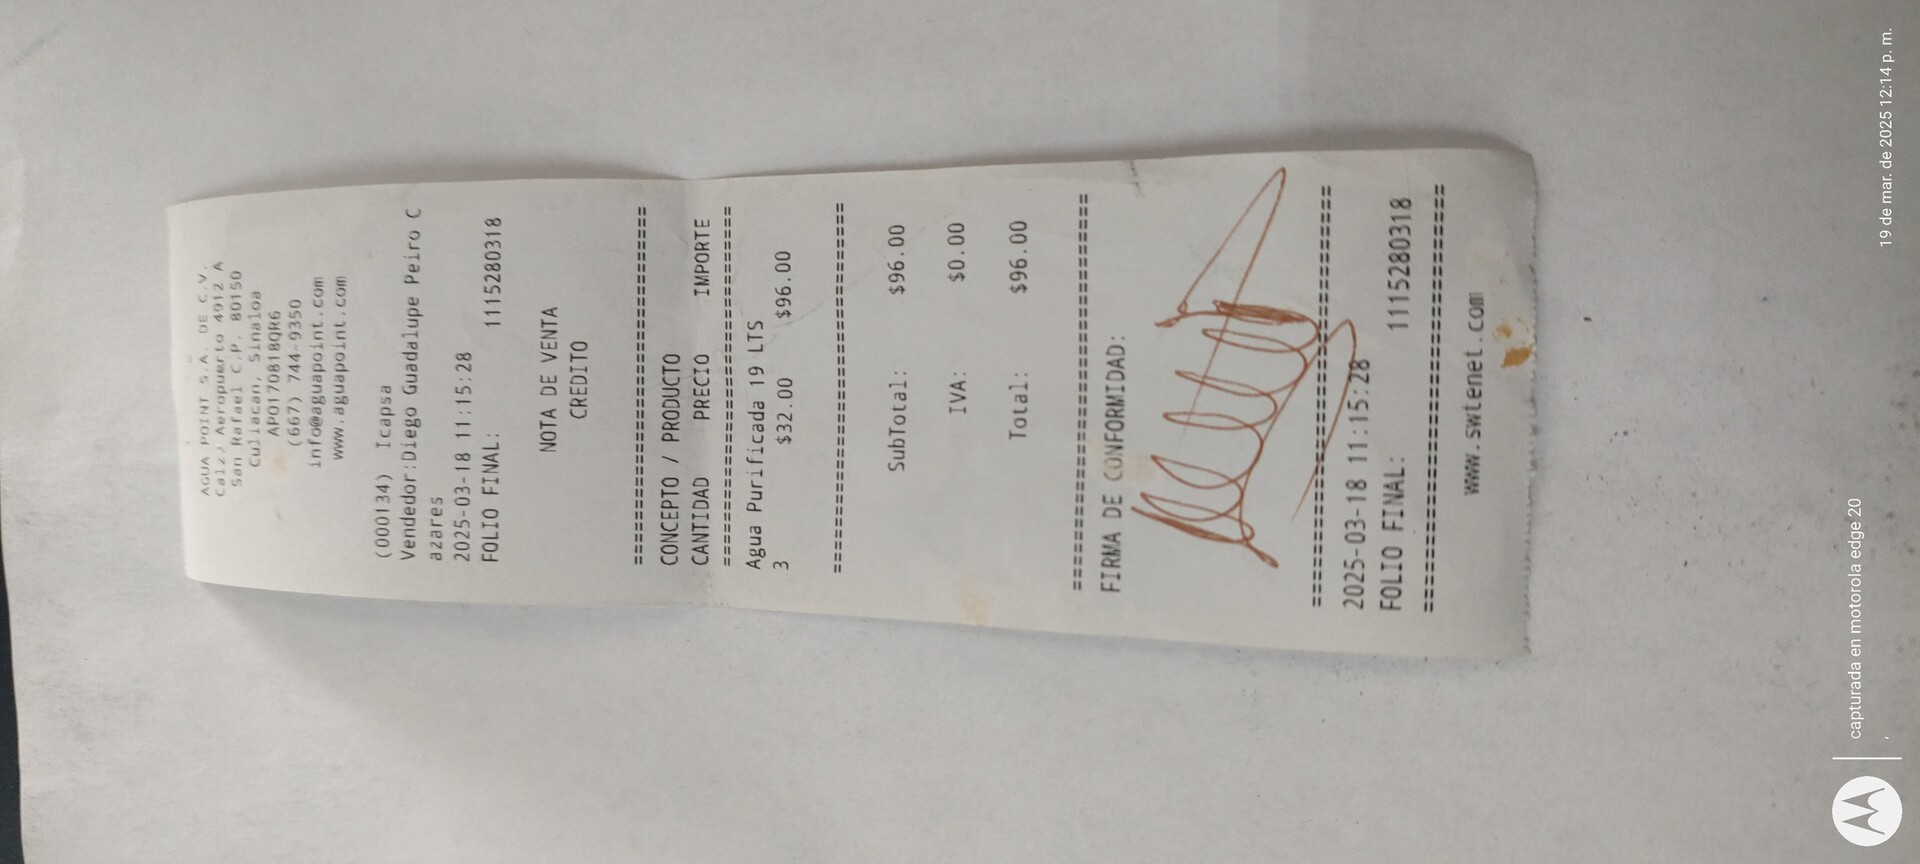 AGUA POINT S.A. DE C.V.
Calz, Aeropuerto 4912 A
San Rafael C.P. 80150
Culiacan, Sinaloa
APO170818QR6
(667) 744-9350
info@aguapoint.com
www.aguapoint.com
(000134) Icapsa
Vendedor:Diego Guadalupe Peiro C
azares
2025-03-18 11:15:28
FOLIO FINAL: 1115280318
NOTA DE VENTA
CREDITO
================================
CONCEPTO / PRODUCTO
CANTIDAD PRECIO IMPORTE
================================
Agua Purificada 19 LTS
3 $32.00 $96.00
================================
SubTotal: $96.00
IVA: $0.00
Total: $96.00
================================
FIRMA DE CONFORMIDAD:
================================
2025-03-18 11:15:28
FOLIO FINAL: 1115280318
================================
www.swtenet.com
capturada en motorola edge 20
19 de mar. de 2025 12:14 p. m.